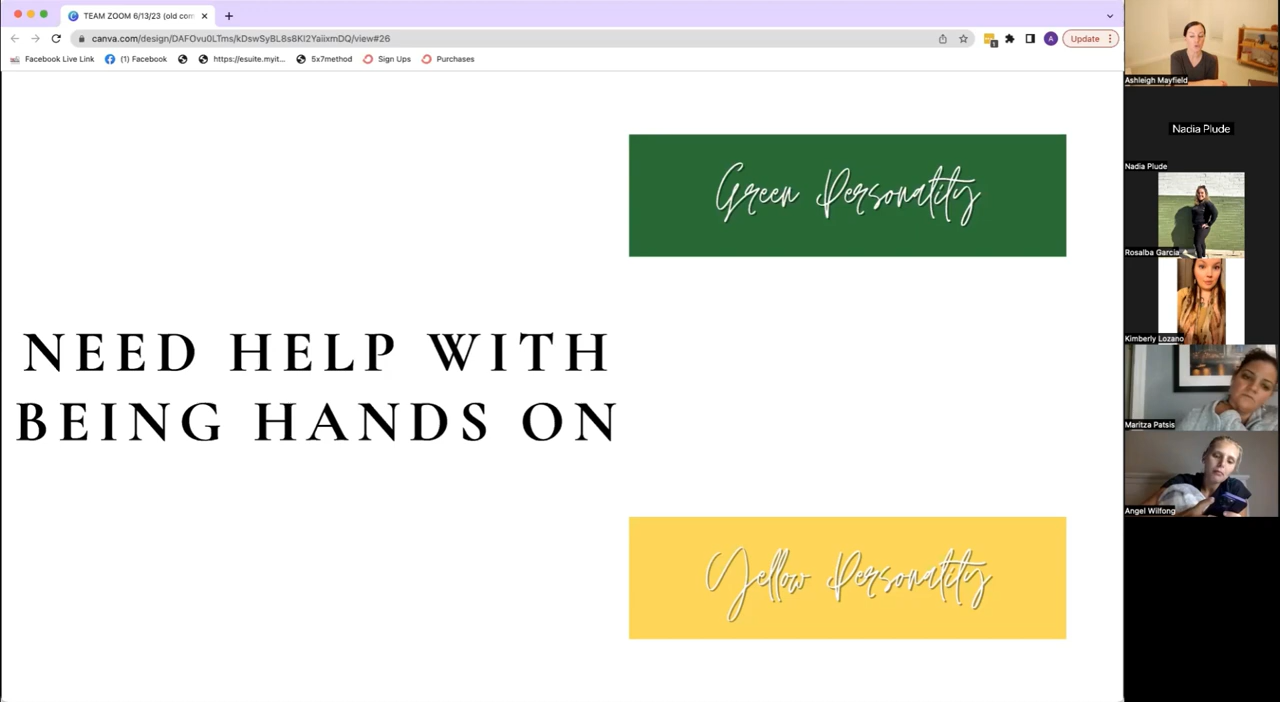 TEAM ZOOM 6/13/23 (old com
canva.com/design/DAFOvu0LTms/kDswSyBL8s8KI2YaiixmDQ/view#26
1
A
Update
Facebook Live Link
(1) Facebook
https://esuite.myit...
5x7method
Sign Ups
Purchases
Green Personality
NEED HELP WITH
BEING HANDS ON
Yellow Personality
Ashleigh Mayfield
Nadia Plude
Nadia Plude
Rosalba Garcia
Kimberly Lozano
Maritza Patsis
Angel Wilfong